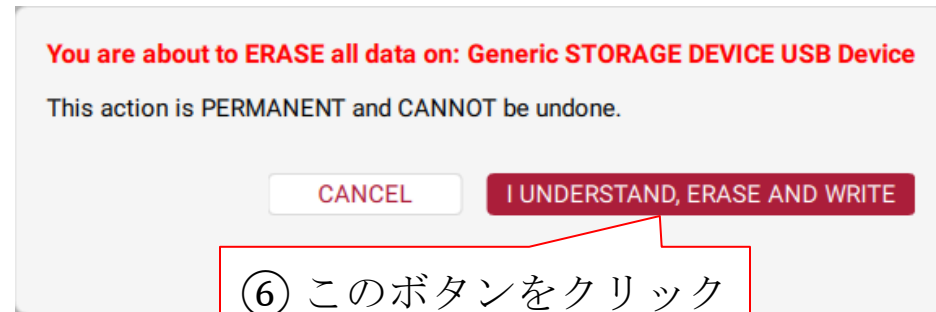 You are about to ERASE all data on: Generic STORAGE DEVICE USB Device
This action is PERMANENT and CANNOT be undone.
CANCEL
I UNDERSTAND, ERASE AND WRITE
⑥ このボタンをクリック